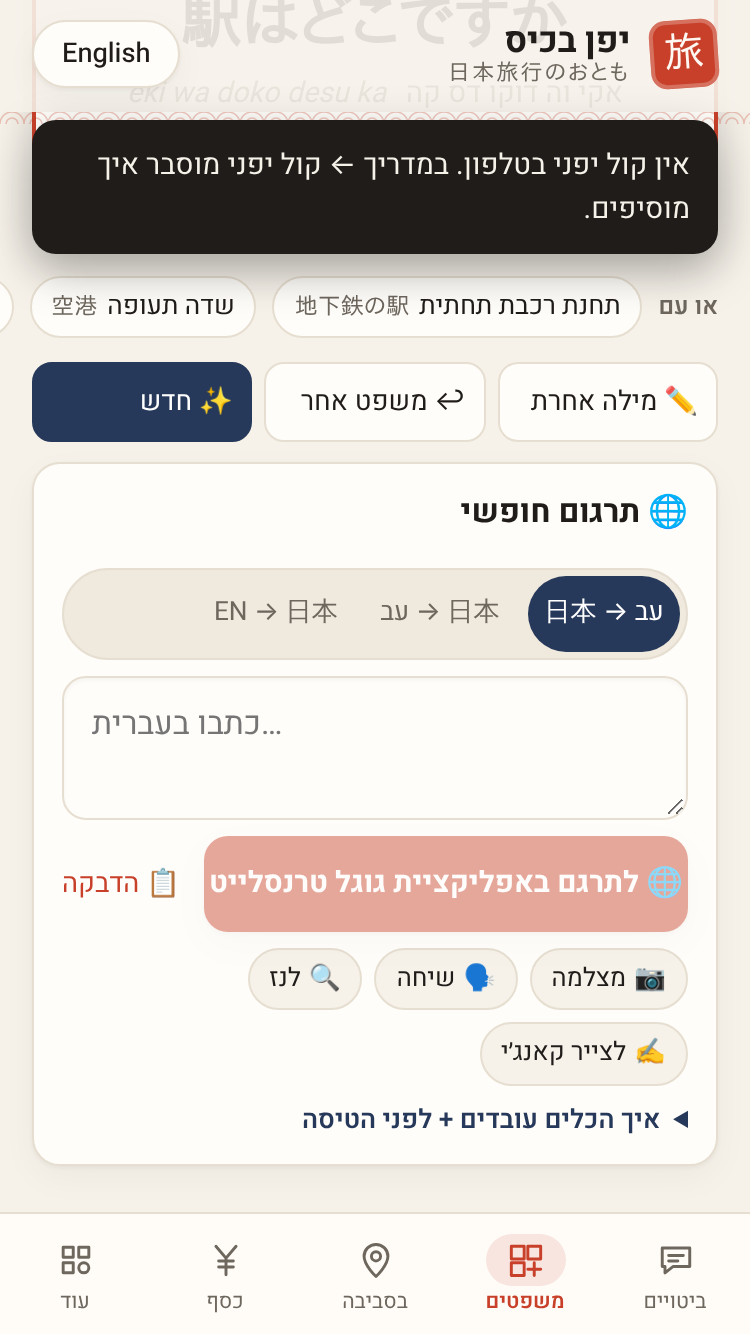 駅はどこですか
旅
יפן בכיס
日本旅行のおとも
English
אקי וה דוקו דס קה eki wa doko desu ka
אין קול יפני בטלפון. במדריך ← קול יפני מוסבר איך
מוסיפים.
או עם
תחנת רכבת תחתית 地下鉄の駅
שדה תעופה 空港
✏️ מילה אחרת
↩ משפט אחר
✨ חדש
🌐 תרגום חופשי
עב → 日本
日本 → עב
日本 → EN
כתבו בעברית...
🌐 לתרגם באפליקציית גוגל טרנסלייט
📋 הדבקה
📷 מצלמה
🗣️ שיחה
🔍 לנז
✍️ לצייר קאנג׳י
◀ איך הכלים עובדים + לפני הטיסה
ביטויים
משפטים
בסביבה
כסף
עוד